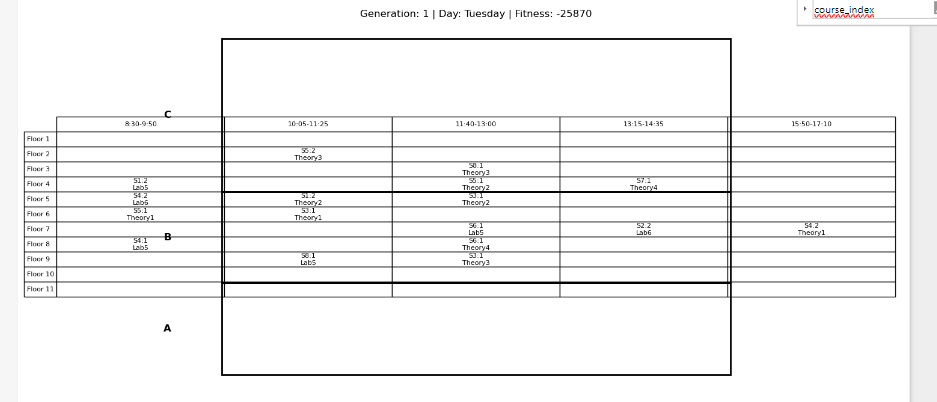 Generation: 1 | Day: Tuesday | Fitness: -25870
course_index
C
8:30-9:50 10:05-11:25 11:40-13:00 13:15-14:35 15:50-17:10
Floor 1
Floor 2 S5.2 Theory3
Floor 3 S8.1 Theory3
Floor 4 S1.2 Lab5 S5.1 Theory2 S7.1 Theory4
Floor 5 S4.2 Lab6 S1.2 Theory2 S3.1 Theory2
Floor 6 S5.1 Theory1 S3.1 Theory1
Floor 7 S6.1 Lab5 S2.2 Lab6 S4.2 Theory1
B
Floor 8 S4.1 Lab5 S6.1 Theory4
Floor 9 S8.1 Lab5 S3.1 Theory3
Floor 10
Floor 11
A